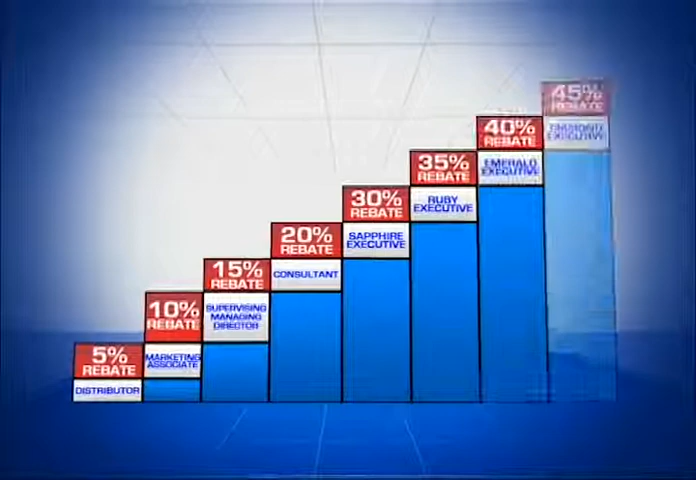 5%
REBATE
DISTRIBUTOR
10%
REBATE
MARKETING
ASSOCIATE
15%
REBATE
SUPERVISING
MANAGING
DIRECTOR
20%
REBATE
CONSULTANT
30%
REBATE
SAPPHIRE
EXECUTIVE
35%
REBATE
RUBY
EXECUTIVE
40%
REBATE
EMERALD
EXECUTIVE
45%
REBATE
EXECUTIVE